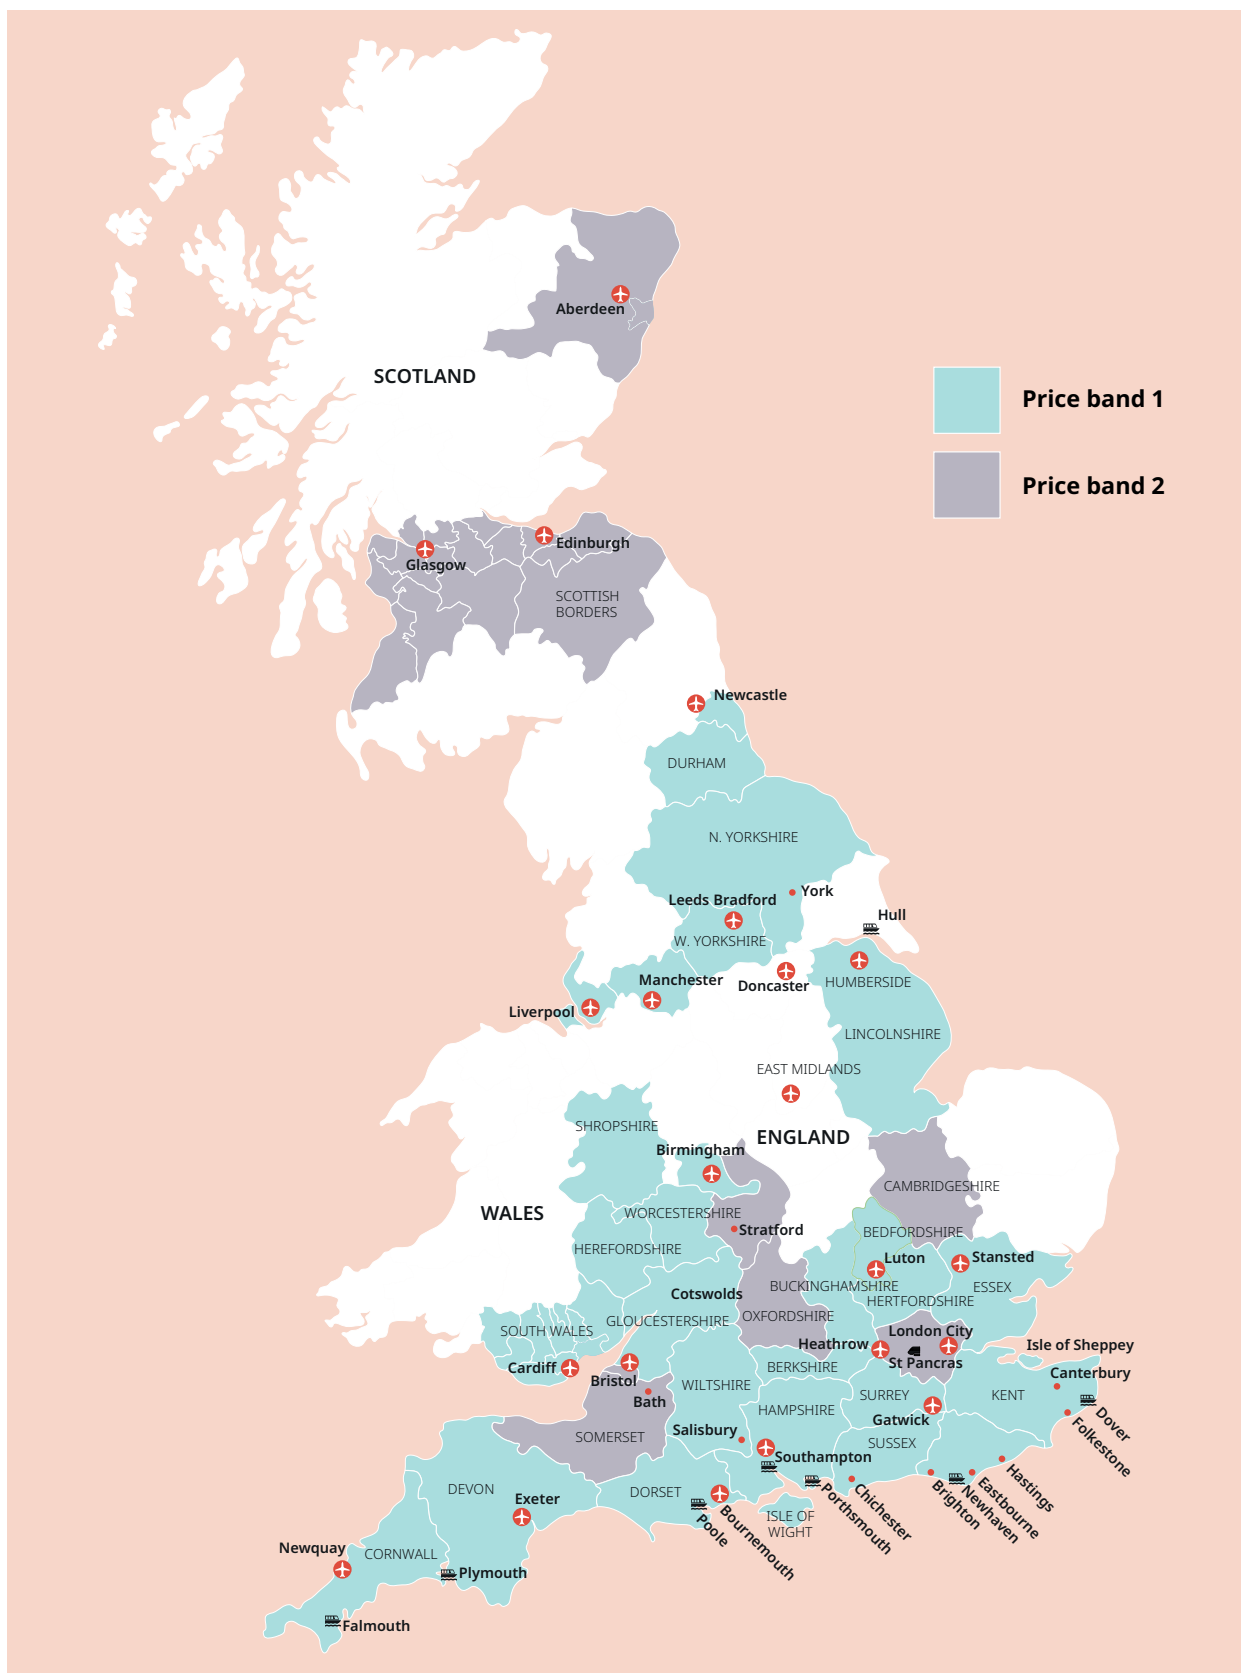 Aberdeen
SCOTLAND
Price band 1
Price band 2
Edinburgh
Glasgow
SCOTTISH
BORDERS
Newcastle
DURHAM
N. YORKSHIRE
York
Leeds Bradford
Hull
W. YORKSHIRE
Manchester
Doncaster
HUMBERSIDE
Liverpool
LINCOLNSHIRE
EAST MIDLANDS
SHROPSHIRE
ENGLAND
Birmingham
CAMBRIDGESHIRE
WALES
WORCESTERSHIRE
Stratford
BEDFORDSHIRE
HEREFORDSHIRE
Luton
Stansted
BUCKINGHAMSHIRE
ESSEX
Cotswolds
HERTFORDSHIRE
OXFORDSHIRE
GLOUCESTERSHIRE
SOUTH WALES
London City
Heathrow
Isle of Sheppey
St Pancras
Cardiff
BERKSHIRE
Canterbury
Bristol
WILTSHIRE
SURREY
KENT
Bath
HAMPSHIRE
Gatwick
Dover
Folkestone
Salisbury
SOMERSET
SUSSEX
Southampton
Hastings
DEVON
DORSET
Exeter
Poole
Bournemouth
ISLE OF
WIGHT
Porthsmouth
Chichester
Brighton
Newhaven
Eastbourne
Newquay
CORNWALL
Plymouth
Falmouth